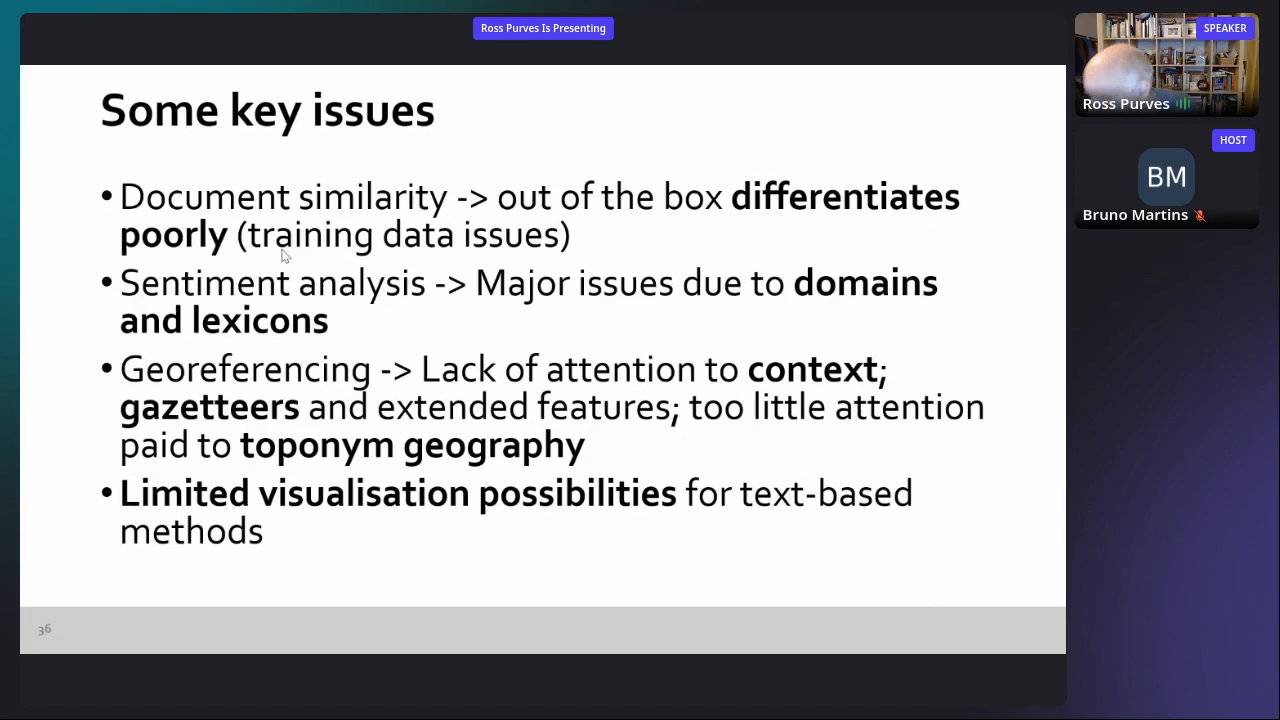 Ross Purves Is Presenting
Some key issues
•Document similarity -> out of the box differentiates
poorly (training data issues)
•Sentiment analysis -> Major issues due to domains
and lexicons
•Georeferencing -> Lack of attention to context;
gazetteers and extended features; too little attention
paid to toponym geography
•Limited visualisation possibilities for text-based
methods
36
SPEAKER
Ross Purves
HOST
BM
Bruno Martins